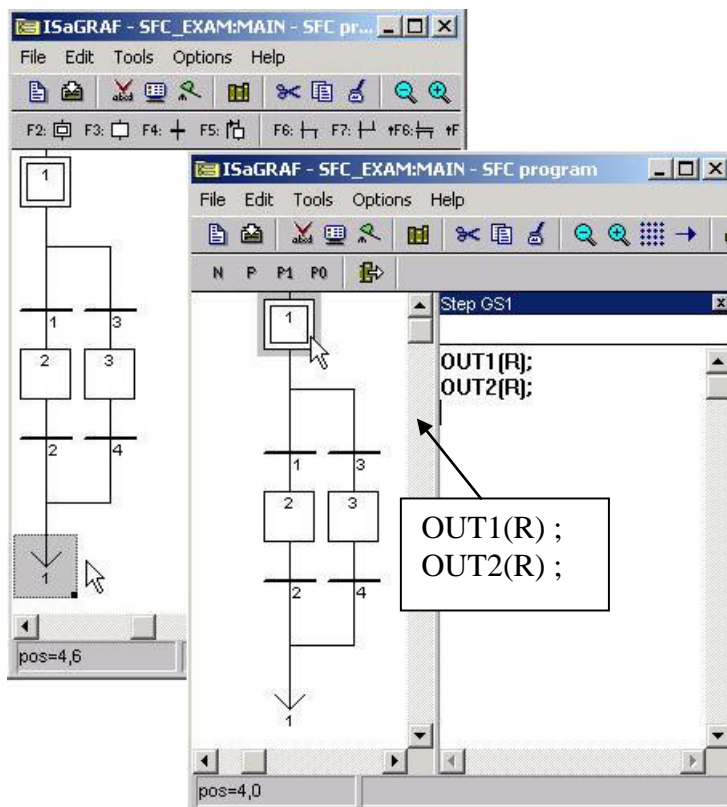 ISaGRAF - SFC_EXAM:MAIN - SFC pr...
File Edit Tools Options Help
F2: F3: F4: F5: F6: F7: ↑F6: ↑F
1
1 3
2 3
2 4
1
pos=4,6
ISaGRAF - SFC_EXAM:MAIN - SFC program
File Edit Tools Options Help
N P P1 P0
1
1 3
2 3
2 4
1
pos=4,0
Step GS1
OUT1(R);
OUT2(R);
OUT1(R) ;
OUT2(R) ;